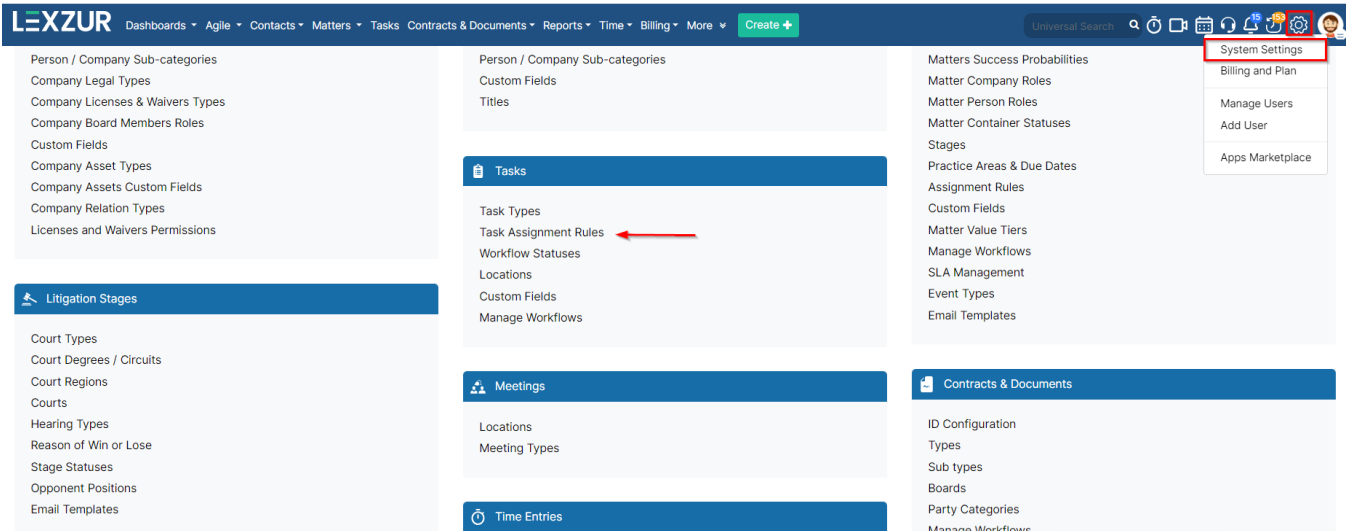 LEXZUR
Dashboards Agile Contacts Matters Tasks Contracts & Documents Reports Time Billing More Create +
Universal Search
15
153
System Settings
Billing and Plan
Manage Users
Add User
Apps Marketplace
Person / Company Sub-categories
Company Legal Types
Company Licenses & Waivers Types
Company Board Members Roles
Custom Fields
Company Asset Types
Company Assets Custom Fields
Company Relation Types
Licenses and Waivers Permissions
Litigation Stages
Court Types
Court Degrees / Circuits
Court Regions
Courts
Hearing Types
Reason of Win or Lose
Stage Statuses
Opponent Positions
Email Templates
Person / Company Sub-categories
Custom Fields
Titles
Tasks
Task Types
Task Assignment Rules
Workflow Statuses
Locations
Custom Fields
Manage Workflows
Meetings
Locations
Meeting Types
Time Entries
Matters Success Probabilities
Matter Company Roles
Matter Person Roles
Matter Container Statuses
Stages
Practice Areas & Due Dates
Assignment Rules
Custom Fields
Matter Value Tiers
Manage Workflows
SLA Management
Event Types
Email Templates
Contracts & Documents
ID Configuration
Types
Sub types
Boards
Party Categories
Manage Workflows